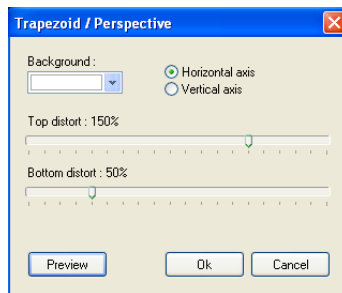 Trapezoid / Perspective
Background :
Horizontal axis
Vertical axis
Top distort : 150%
Bottom distort : 50%
Preview
Ok
Cancel